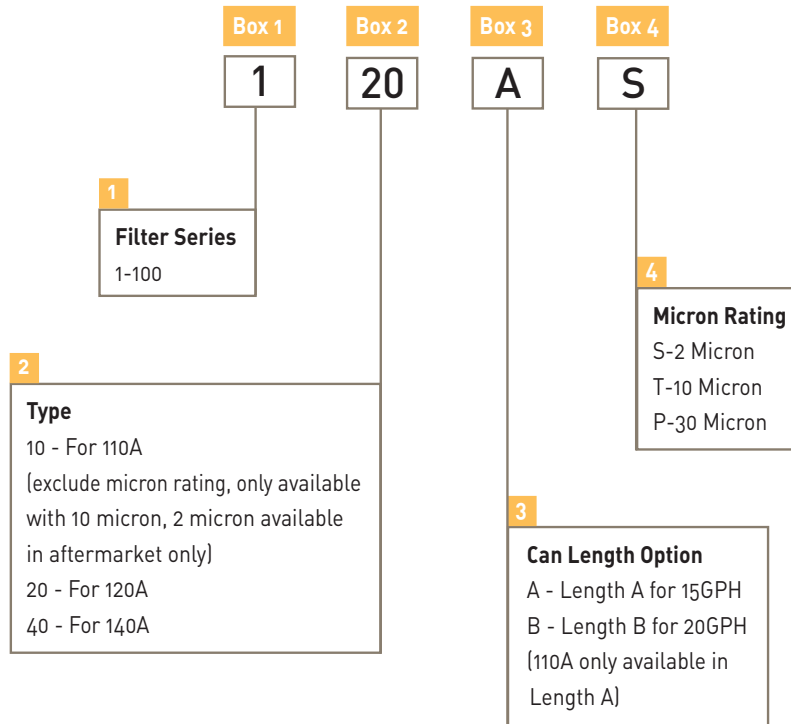 Box 1 Box 2 Box 3 Box 4
1 20 A S
1
Filter Series
1-100
2
Type
10 - For 110A
(exclude micron rating, only available
with 10 micron, 2 micron available
in aftermarket only)
20 - For 120A
40 - For 140A
3
Can Length Option
A - Length A for 15GPH
B - Length B for 20GPH
(110A only available in
Length A)
4
Micron Rating
S-2 Micron
T-10 Micron
P-30 Micron